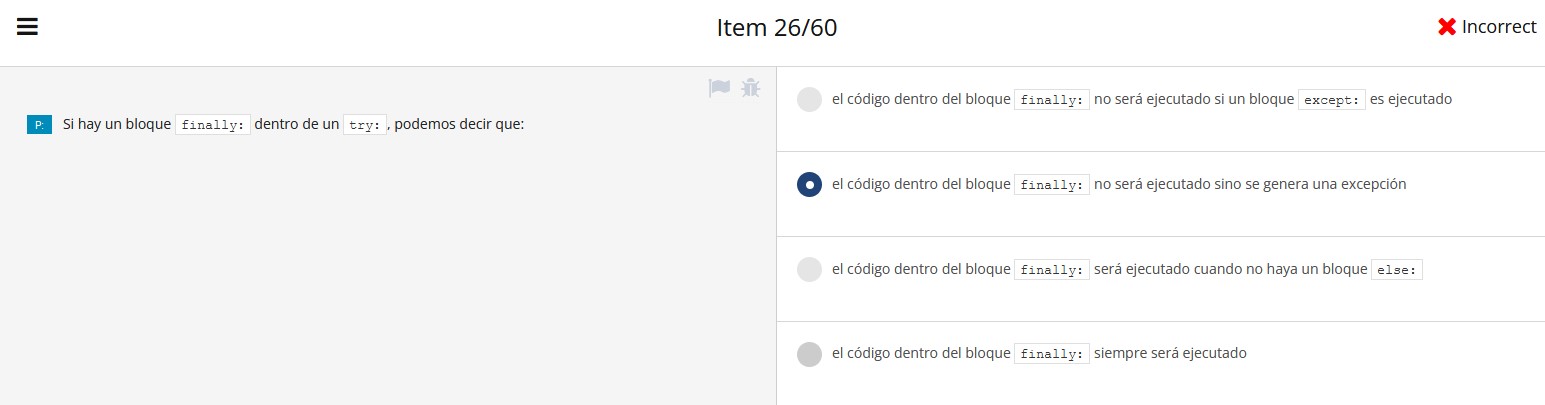 Item 26/60
Incorrect
P: Si hay un bloque finally: dentro de un try:, podemos decir que:
el código dentro del bloque finally: no será ejecutado si un bloque except: es ejecutado
el código dentro del bloque finally: no será ejecutado sino se genera una excepción
el código dentro del bloque finally: será ejecutado cuando no haya un bloque else:
el código dentro del bloque finally: siempre será ejecutado